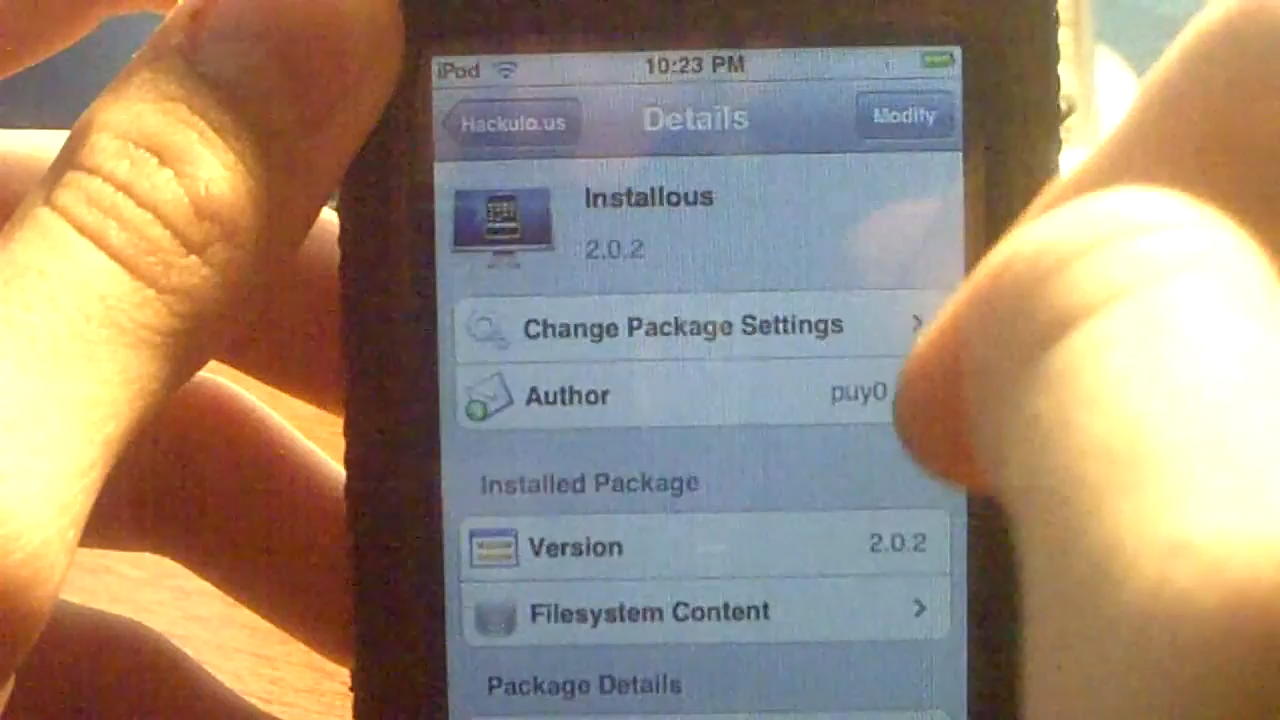 iPod 10:23 PM
Hackulo.us Details Modify
Installous
2.0.2
Change Package Settings
Author puy0
Installed Package
Version 2.0.2
Filesystem Content
Package Details